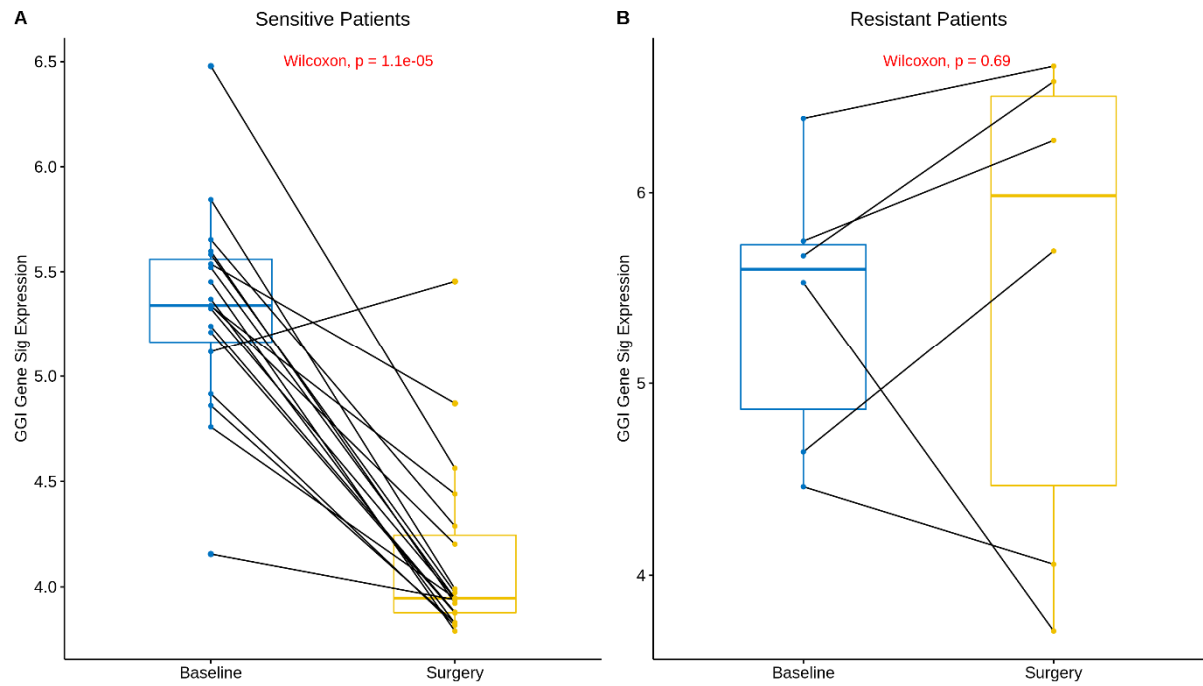 A
Sensitive Patients
Wilcoxon, p = 1.1e-05
GGI Gene Sig Expression
6.5
6.0
5.5
5.0
4.5
4.0
Baseline
Surgery
B
Resistant Patients
Wilcoxon, p = 0.69
GGI Gene Sig Expression
6
5
4
Baseline
Surgery